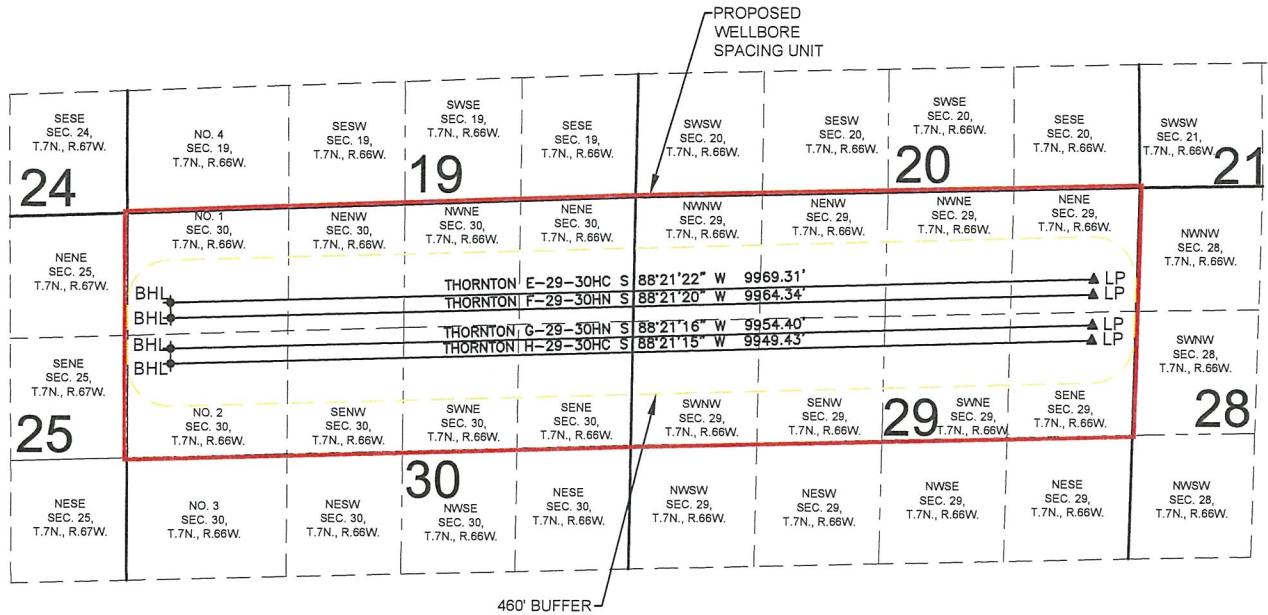 PROPOSED
WELLBORE
SPACING UNIT
SESE
SEC. 24,
T.7N., R.67W.
24
NO. 4
SEC. 19,
T.7N., R.66W.
SESW
SEC. 19,
T.7N., R.66W.
SWSE
SEC. 19,
T.7N., R.66W.
19
SESE
SEC. 19,
T.7N., R.66W.
SWSW
SEC. 20,
T.7N., R.66W.
SESW
SEC. 20,
T.7N., R.66W.
SWSE
SEC. 20,
T.7N., R.66W.
20
SESE
SEC. 20,
T.7N., R.66W.
SWSW
SEC. 21,
T.7N., R.66W.
21
NENE
SEC. 25,
T.7N., R.67W.
NO. 1
SEC. 30,
T.7N., R.66W.
NENW
SEC. 30,
T.7N., R.66W.
NWNE
SEC. 30,
T.7N., R.66W.
NENE
SEC. 30,
T.7N., R.66W.
NWNW
SEC. 29,
T.7N., R.66W.
NENW
SEC. 29,
T.7N., R.66W.
NWNE
SEC. 29,
T.7N., R.66W.
NENE
SEC. 29,
T.7N., R.66W.
NWNW
SEC. 28,
T.7N., R.66W.
BHL THORNTON E-29-30HC S 88°21'22" W 9969.31' LP
BHL THORNTON F-29-30HN S 88°21'20" W 9964.34' LP
BHL THORNTON G-29-30HN S 88°21'16" W 9954.40' LP
BHL THORNTON H-29-30HC S 88°21'15" W 9949.43' LP
SENE
SEC. 25,
T.7N., R.67W.
25
NO. 2
SEC. 30,
T.7N., R.66W.
SENW
SEC. 30,
T.7N., R.66W.
SWNE
SEC. 30,
T.7N., R.66W.
SENE
SEC. 30,
T.7N., R.66W.
SWNW
SEC. 29,
T.7N., R.66W.
SENW
SEC. 29,
T.7N., R.66W.
29
SWNE
SEC. 29,
T.7N., R.66W.
SENE
SEC. 29,
T.7N., R.66W.
SWNW
SEC. 28,
T.7N., R.66W.
28
NESE
SEC. 25,
T.7N., R.67W.
NO. 3
SEC. 30,
T.7N., R.66W.
NESW
SEC. 30,
T.7N., R.66W.
30
NWSE
SEC. 30,
T.7N., R.66W.
NESE
SEC. 30,
T.7N., R.66W.
NWSW
SEC. 29,
T.7N., R.66W.
NESW
SEC. 29,
T.7N., R.66W.
NWSE
SEC. 29,
T.7N., R.66W.
NESE
SEC. 29,
T.7N., R.66W.
NWSW
SEC. 28,
T.7N., R.66W.
460' BUFFER